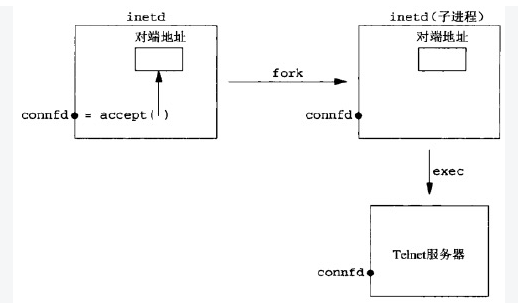 inetd
对端地址
connfd = accept( )
fork
inetd(子进程)
对端地址
connfd
exec
Telnet服务器
connfd